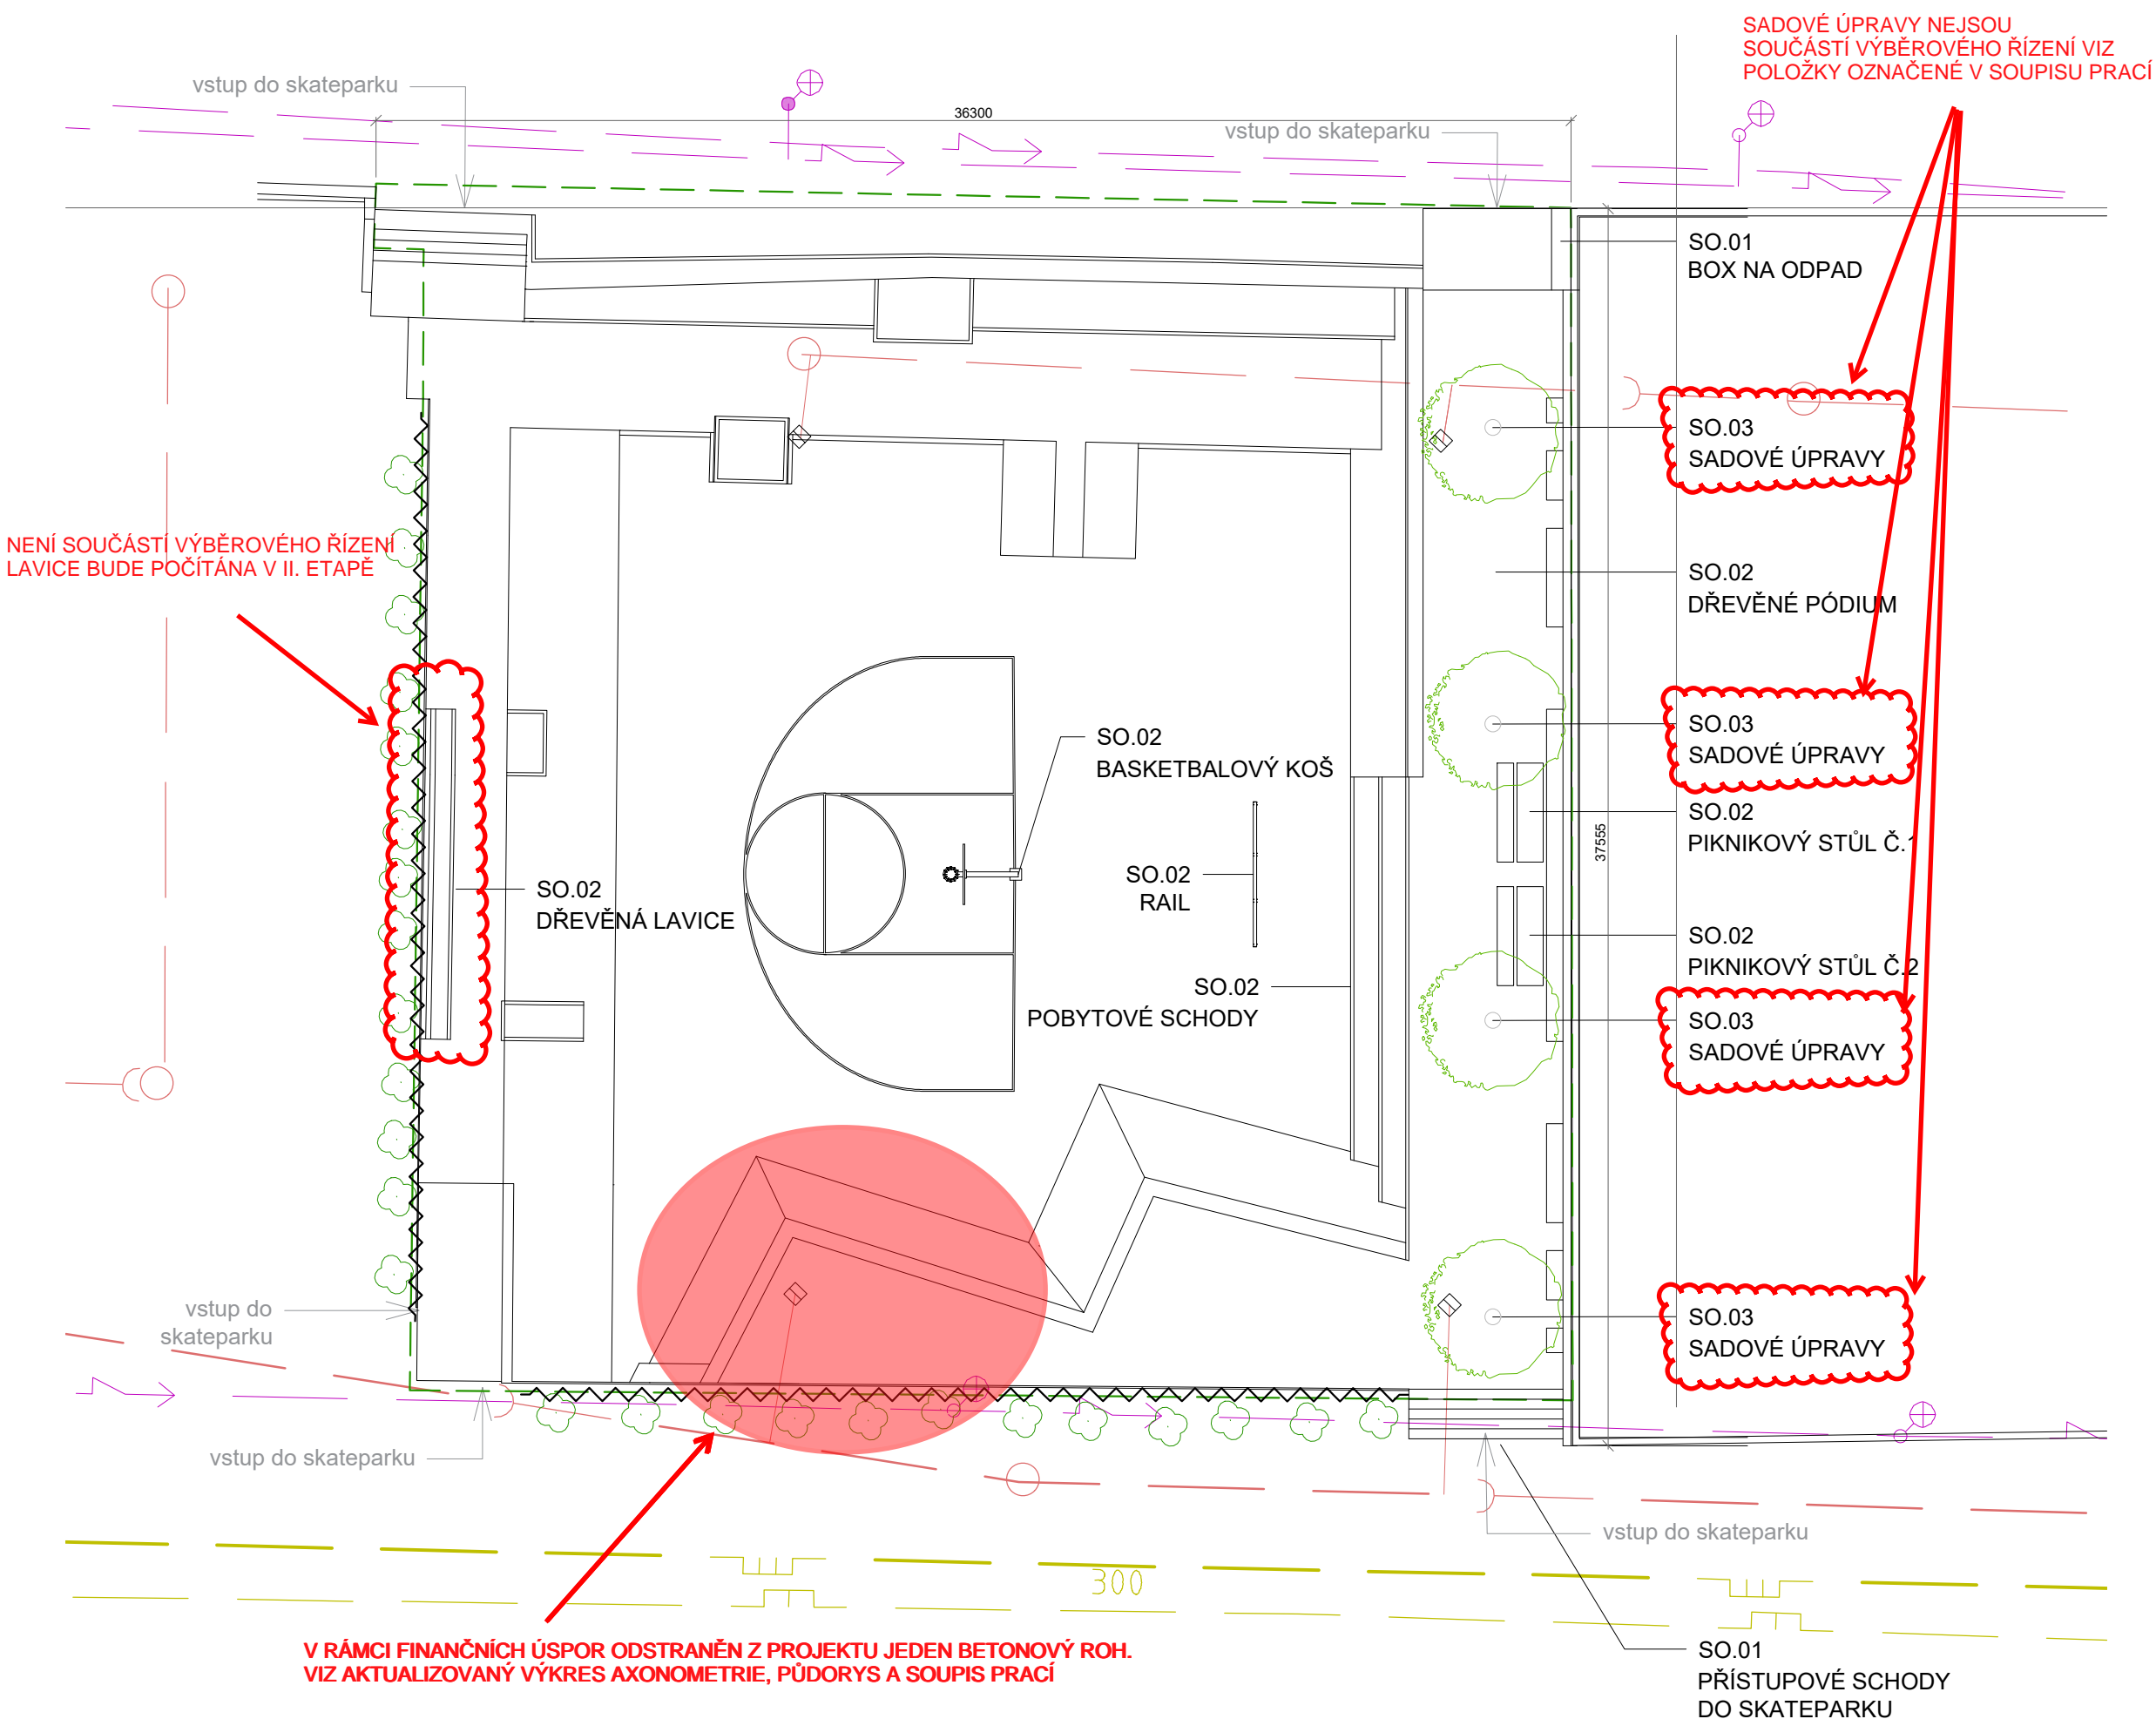 SADOVÉ ÚPRAVY NEJSOU
SOUČÁSTÍ VÝBĚROVÉHO ŘÍZENÍ VIZ
POLOŽKY OZNAČENÉ V SOUPISU PRACÍ
vstup do skateparku
36300
vstup do skateparku
SO.01
BOX NA ODPAD
SO.03
SADOVÉ ÚPRAVY
NENÍ SOUČÁSTÍ VÝBĚROVÉHO ŘÍZENÍ
LAVICE BUDE POČÍTÁNA V II. ETAPĚ
SO.02
DŘEVĚNÉ PÓDIUM
SO.03
SADOVÉ ÚPRAVY
SO.02
BASKETBALOVÝ KOŠ
SO.02
PIKNIKOVÝ STŮL Č.1
37555
SO.02
RAIL
SO.02
DŘEVĚNÁ LAVICE
SO.02
PIKNIKOVÝ STŮL Č.2
SO.02
POBYTOVÉ SCHODY
SO.03
SADOVÉ ÚPRAVY
vstup do
skateparku
SO.03
SADOVÉ ÚPRAVY
vstup do skateparku
vstup do skateparku
300
V RÁMCI FINANČNÍCH ÚSPOR ODSTRANĚN Z PROJEKTU JEDEN BETONOVÝ ROH.
VIZ AKTUALIZOVANÝ VÝKRES AXONOMETRIE, PŮDORYS A SOUPIS PRACÍ
SO.01
PŘÍSTUPOVÉ SCHODY
DO SKATEPARKU